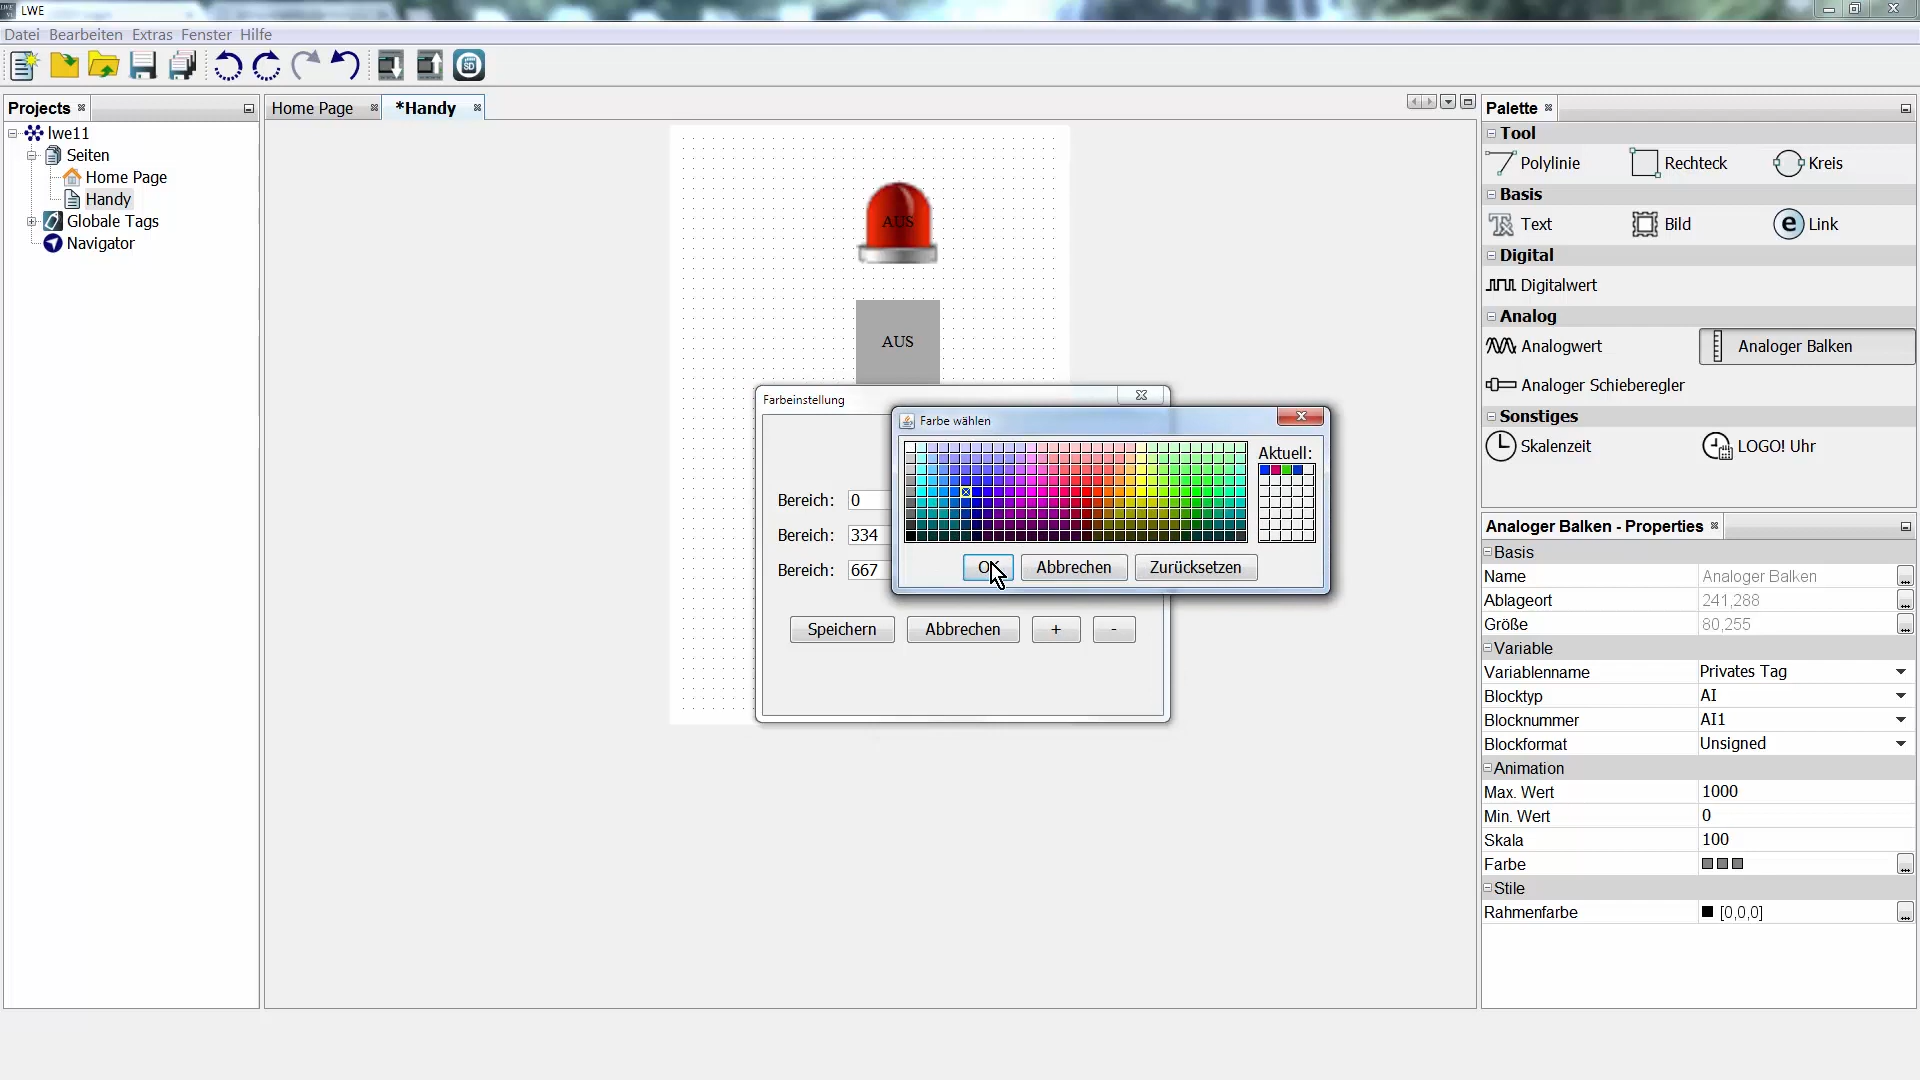 LWE
Datei Bearbeiten Extras Fenster Hilfe
SD
Projects
lwe11
Seiten
Home Page
Handy
Globale Tags
Navigator
Home Page
*Handy
AUS
AUS
Farbeinstellung
Bereich: 0
Bereich: 334
Bereich: 667
Speichern Abbrechen + -
Farbe wählen
Aktuell:
OK Abbrechen Zurücksetzen
Palette
Tool
Polylinie Rechteck Kreis
Basis
Text Bild Link
Digital
Digitalwert
Analog
Analogwert Analoger Balken
Analoger Schieberegler
Sonstiges
Skalenzeit LOGO! Uhr
Analoger Balken - Properties
Basis
Name Analoger Balken
Ablageort 241,288
Größe 80,255
Variable
Variablenname Privates Tag
Blocktyp AI
Blocknummer AI1
Blockformat Unsigned
Animation
Max. Wert 1000
Min. Wert 0
Skala 100
Farbe
Stile
Rahmenfarbe [0,0,0]